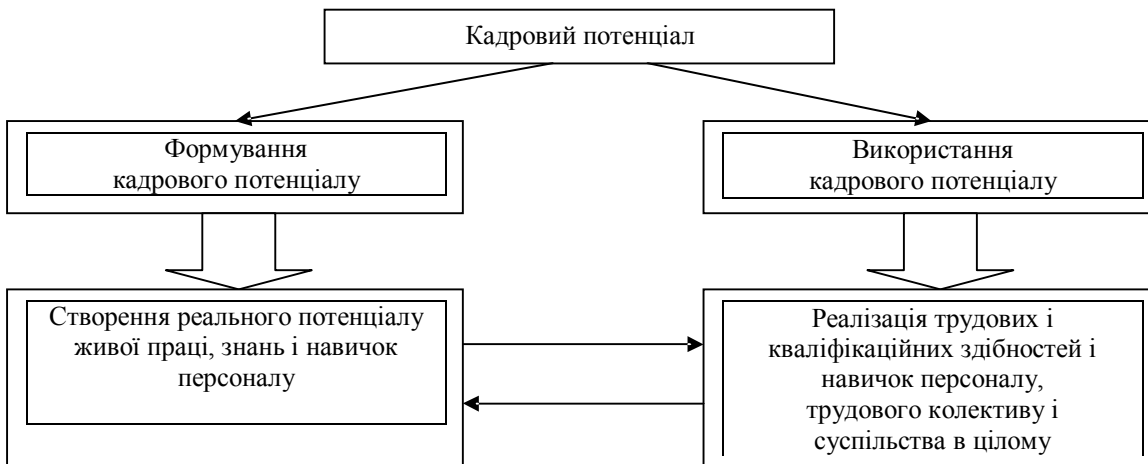 Кадровий потенціал
Формування
кадрового потенціалу
Використання
кадрового потенціалу
Створення реального потенціалу
живої праці, знань і навичок
персоналу
Реалізація трудових і
кваліфікаційних здібностей і
навичок персоналу,
трудового колективу і
суспільства в цілому